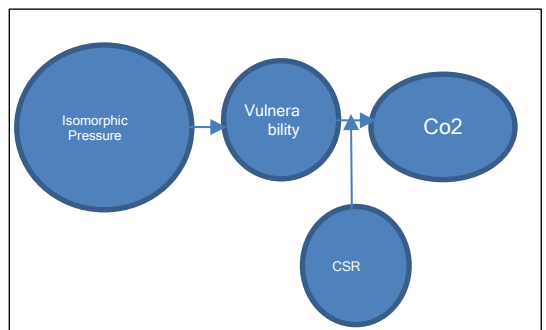 Isomorphic
Pressure
Vulnera
bility
Co2
CSR